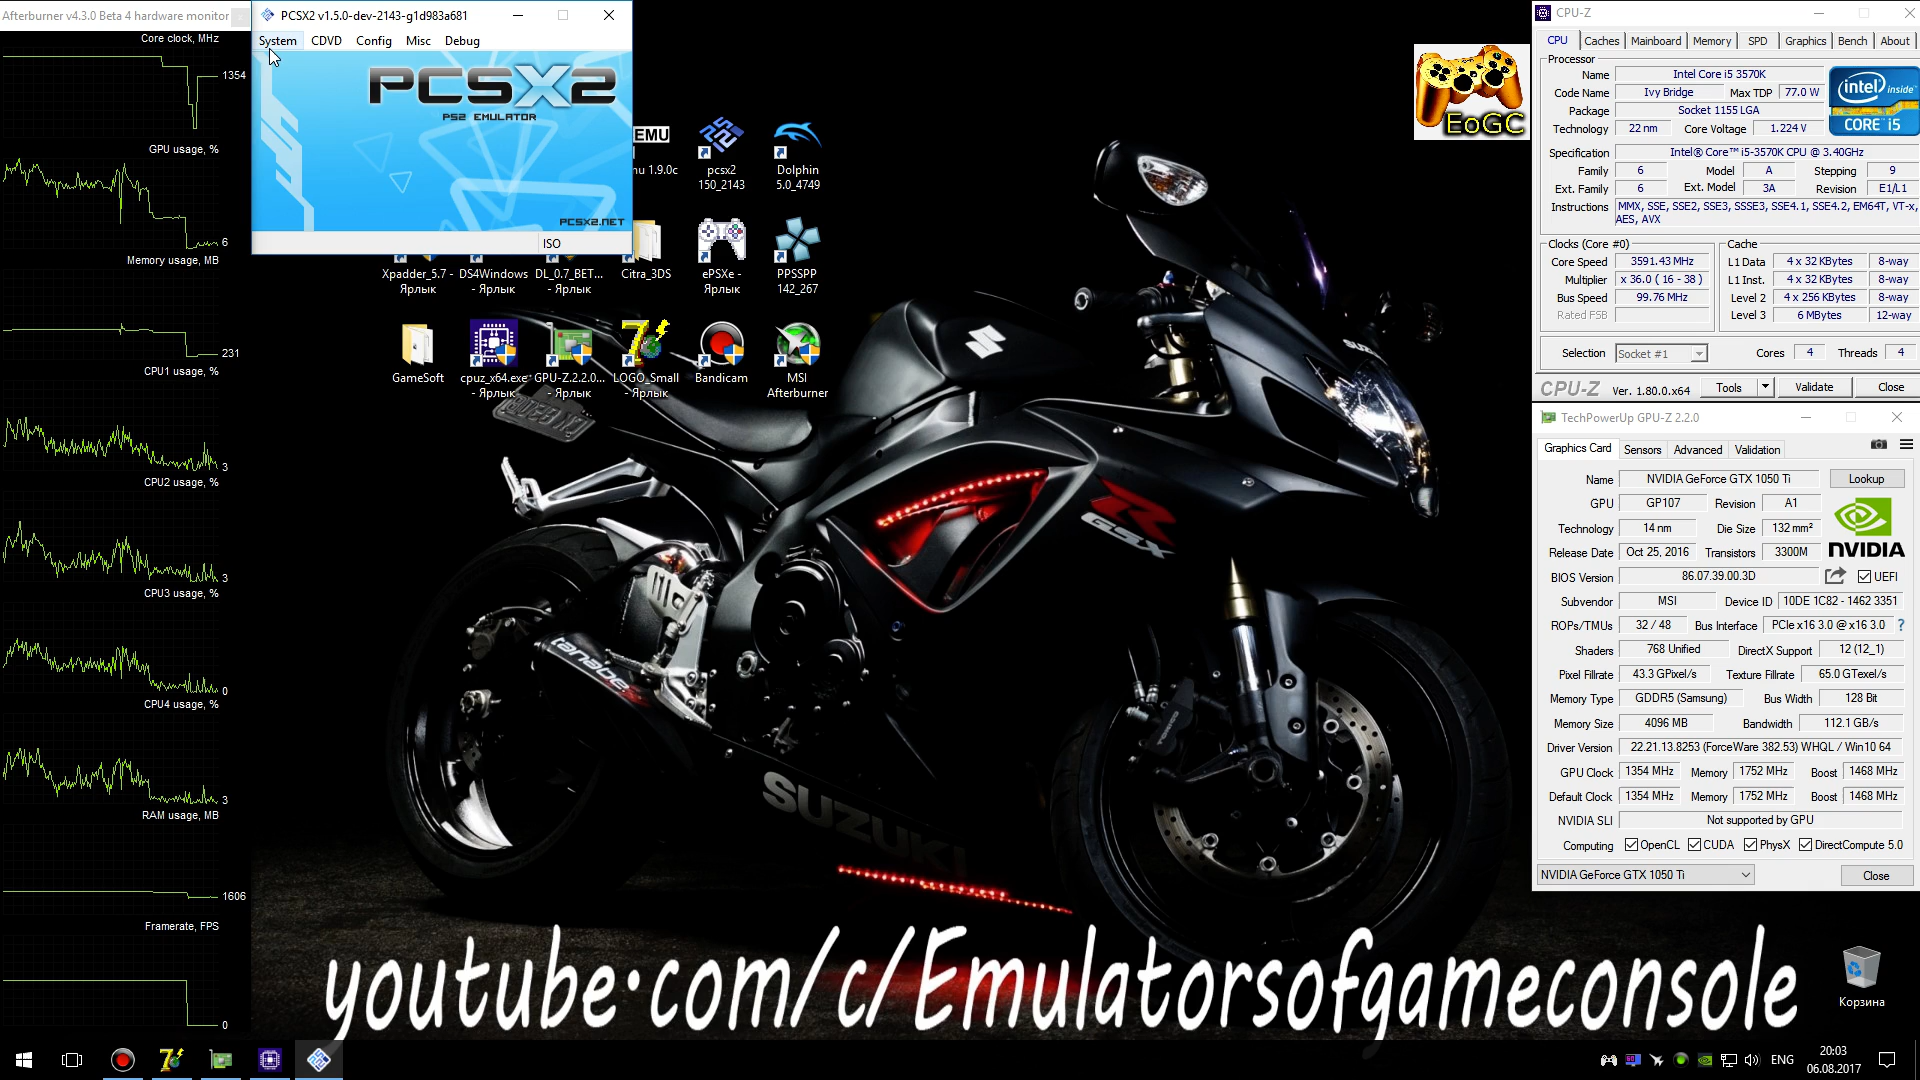 Afterburner v4.3.0 Beta 4 hardware monitor
Core clock, MHz
1354
GPU usage, %
6
Memory usage, MB
231
CPU1 usage, %
3
CPU2 usage, %
3
CPU3 usage, %
0
CPU4 usage, %
3
RAM usage, MB
1606
Framerate, FPS
0
PCSX2 v1.5.0-dev-2143-g1d983a681
System CDVD Config Misc Debug
PCSX2
PS2 EMULATOR
PCSX2.NET
ISO
EMU
nu 1.9.0c
pcsx2
150_2143
Dolphin
5.0_4749
Xpadder_5.7 -
Ярлык
DS4Windows
- Ярлык
DL_0.7_BET...
- Ярлык
Citra_3DS
ePSXe -
Ярлык
PPSSPP
142_267
GameSoft
cpuz_x64.exe
- Ярлык
GPU-Z.2.2.0...
- Ярлык
LOGO_Small
- Ярлык
Bandicam
MSI
Afterburner
EoGC
SUZUKI
R
GSX
youtube.com/c/Emulatorsofgameconsole
CPU-Z
CPU Caches Mainboard Memory SPD Graphics Bench About
Processor
Name Intel Core i5 3570K
Code Name Ivy Bridge Max TDP 77.0 W
Package Socket 1155 LGA
Technology 22 nm Core Voltage 1.224 V
intel inside™
CORE i5
Specification Intel® Core™ i5-3570K CPU @ 3.40GHz
Family 6 Model A Stepping 9
Ext. Family 6 Ext. Model 3A Revision E1/L1
Instructions MMX, SSE, SSE2, SSE3, SSSE3, SSE4.1, SSE4.2, EM64T, VT-x,
AES, AVX
Clocks (Core #0)
Core Speed 3591.43 MHz
Multiplier x 36.0 ( 16 - 38 )
Bus Speed 99.76 MHz
Rated FSB
Cache
L1 Data 4 x 32 KBytes 8-way
L1 Inst. 4 x 32 KBytes 8-way
Level 2 4 x 256 KBytes 8-way
Level 3 6 MBytes 12-way
Selection Socket #1 Cores 4 Threads 4
CPU-Z Ver. 1.80.0.x64 Tools Validate Close
TechPowerUp GPU-Z 2.2.0
Graphics Card Sensors Advanced Validation
Name NVIDIA GeForce GTX 1050 Ti Lookup
GPU GP107 Revision A1
Technology 14 nm Die Size 132 mm²
Release Date Oct 25, 2016 Transistors 3300M
NVIDIA
BIOS Version 86.07.39.00.3D UEFI
Subvendor MSI Device ID 10DE 1C82 - 1462 3351
ROPs/TMUs 32 / 48 Bus Interface PCIe x16 3.0 @ x16 3.0 ?
Shaders 768 Unified DirectX Support 12 (12_1)
Pixel Fillrate 43.3 GPixel/s Texture Fillrate 65.0 GTexel/s
Memory Type GDDR5 (Samsung) Bus Width 128 Bit
Memory Size 4096 MB Bandwidth 112.1 GB/s
Driver Version 22.21.13.8253 (ForceWare 382.53) WHQL / Win10 64
GPU Clock 1354 MHz Memory 1752 MHz Boost 1468 MHz
Default Clock 1354 MHz Memory 1752 MHz Boost 1468 MHz
NVIDIA SLI Not supported by GPU
Computing OpenCL CUDA PhysX DirectCompute 5.0
NVIDIA GeForce GTX 1050 Ti Close
Корзина
ENG
20:03
06.08.2017